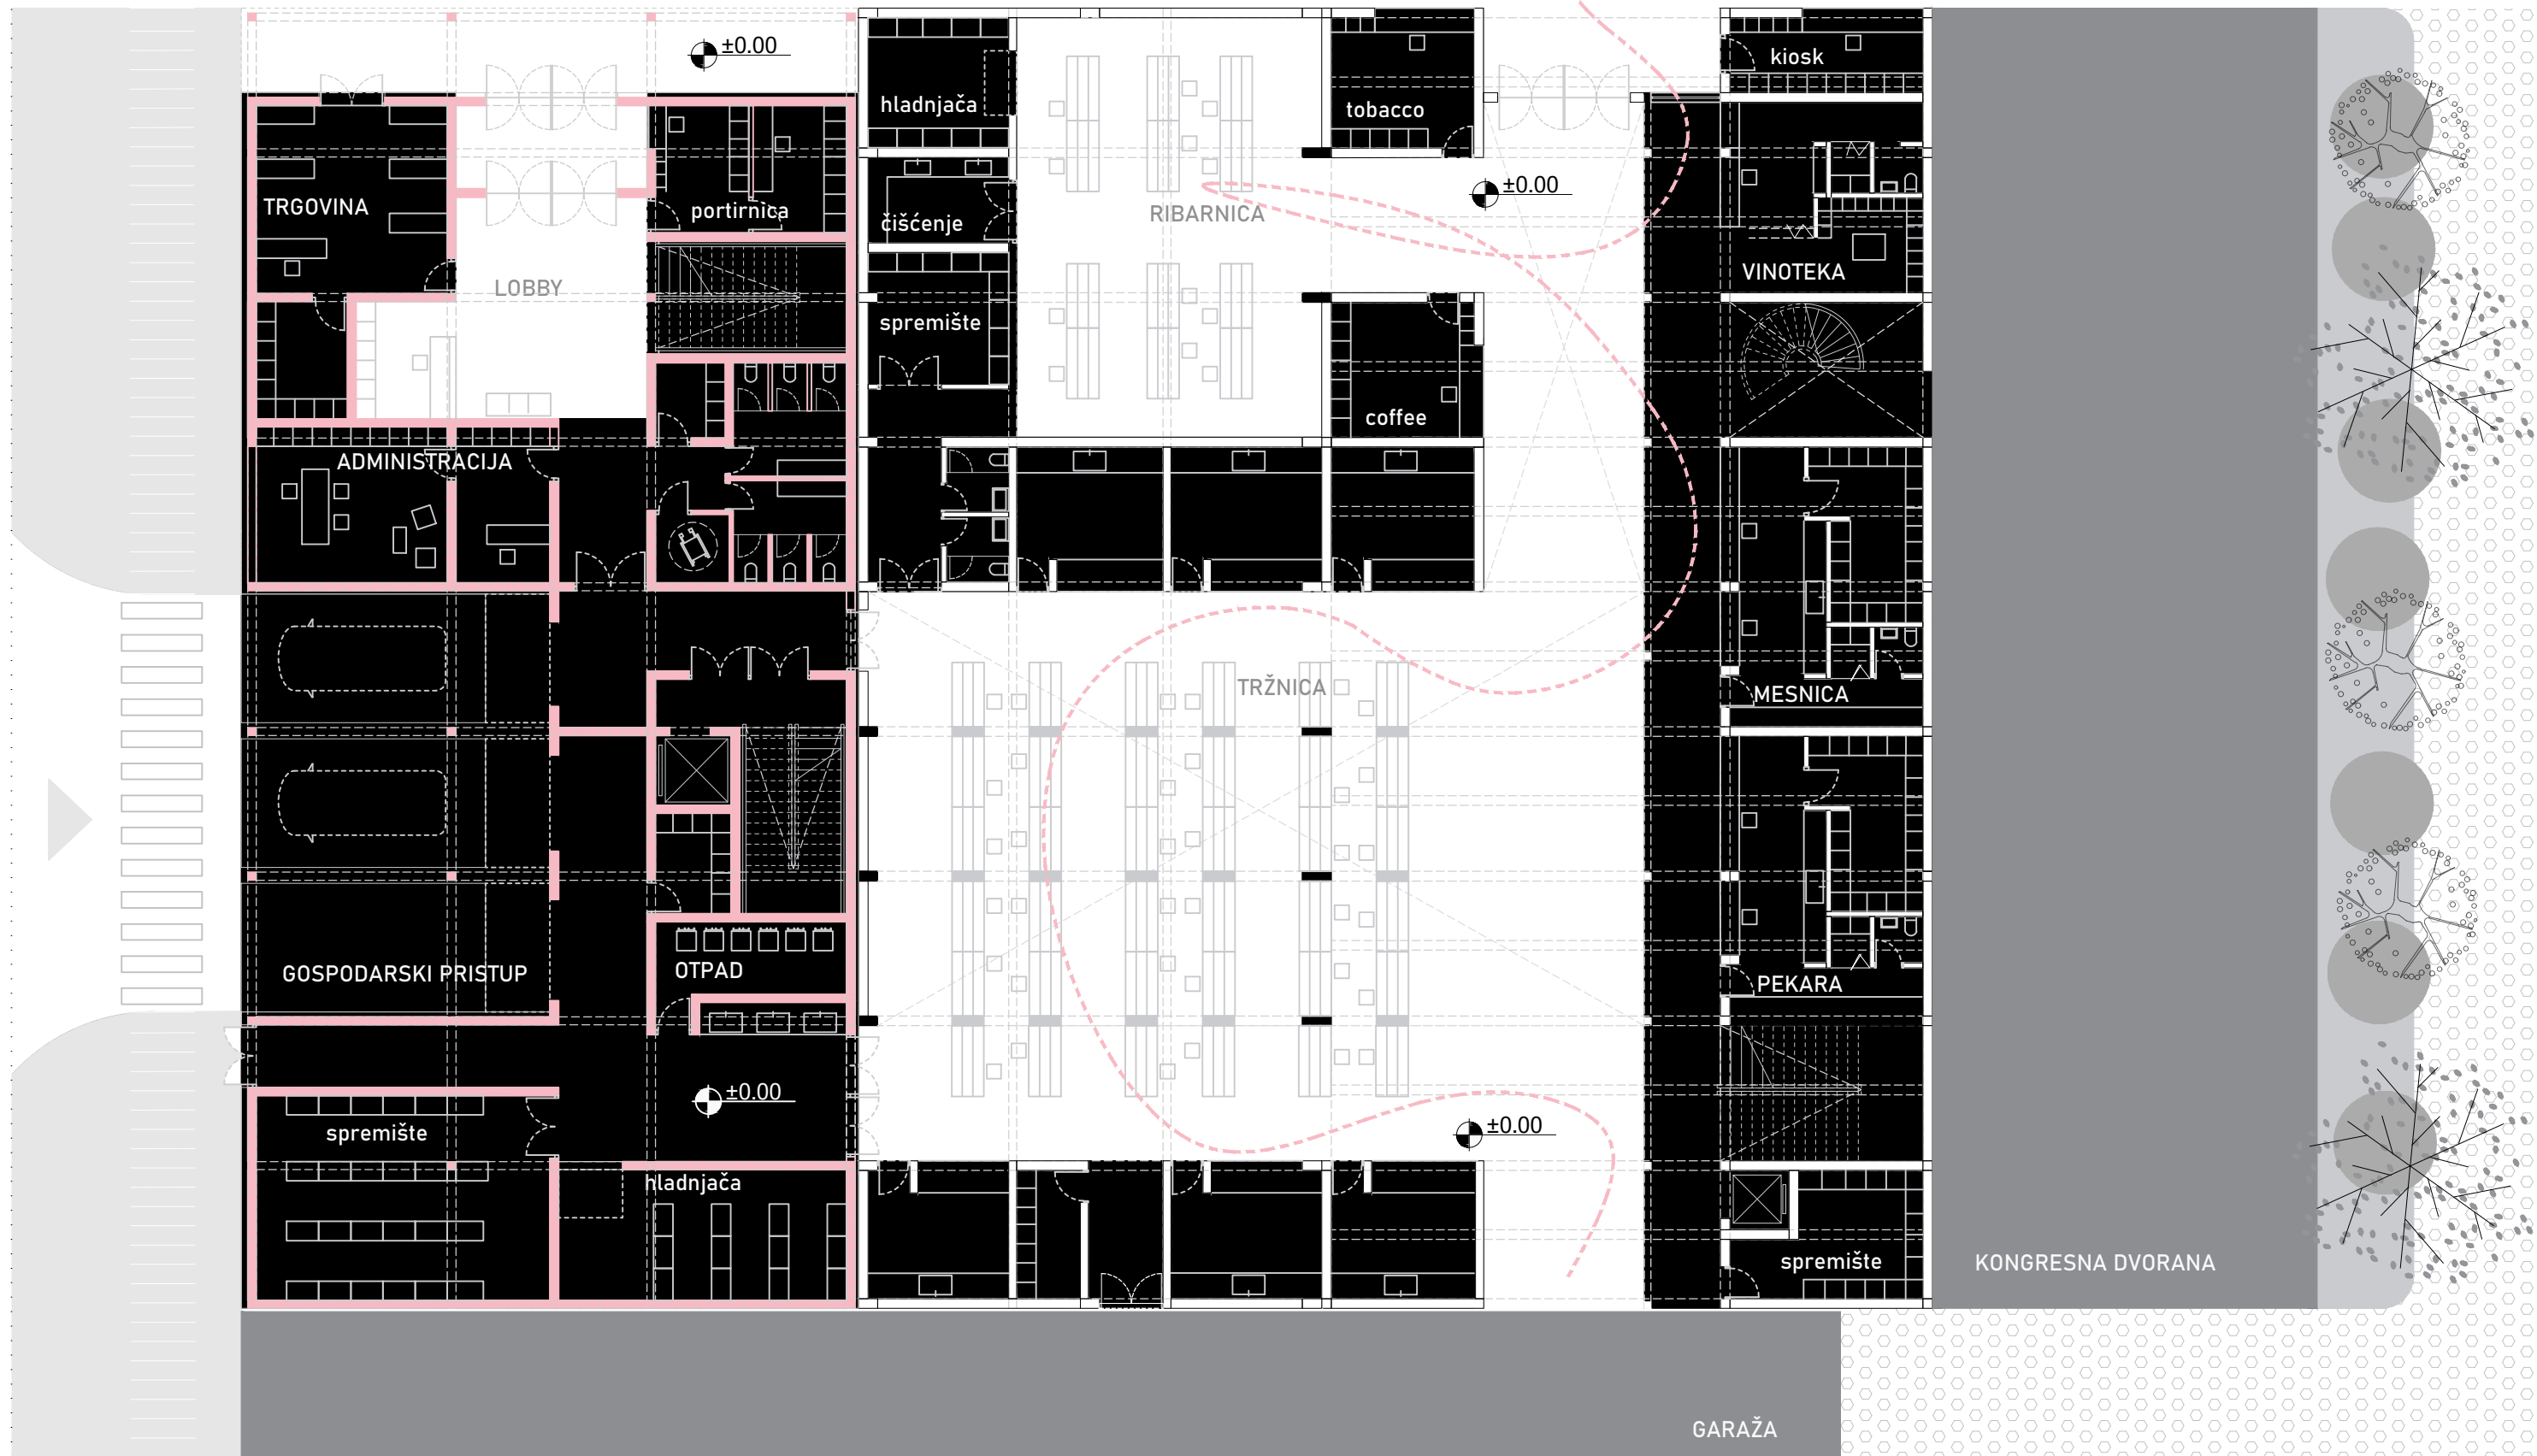 ±0.00
kiosk
hladnjača
tobacco
TRGOVINA
portirnica
čišćenje
RIBARNICA
±0.00
VINOTEKA
LOBBY
spremište
coffee
ADMINISTRACIJA
TRŽNICA
MESNICA
GOSPODARSKI PRISTUP
OTPAD
PEKARA
±0.00
spremište
±0.00
hladnjača
spremište
KONGRESNA DVORANA
GARAŽA